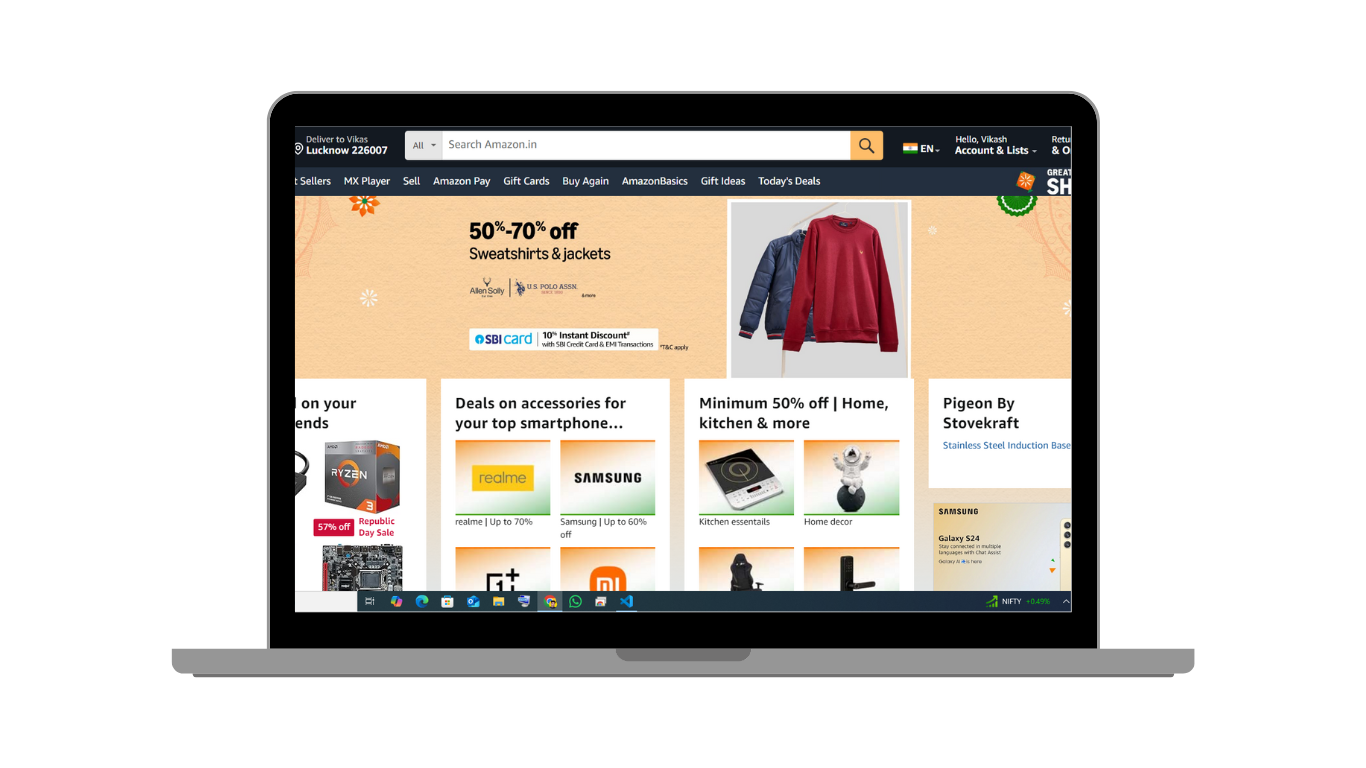 Deliver to Vikas
Lucknow 226007
All
Search Amazon.in
EN
Hello, Vikash
Account & Lists
Retu
& O
t Sellers
MX Player
Sell
Amazon Pay
Gift Cards
Buy Again
AmazonBasics
Gift Ideas
Today's Deals
GREAT
SH
50%-70% off
Sweatshirts & jackets
Allen Solly
U.S. POLO ASSN.
SINCE 1890
& more
SBI card
10% Instant Discount#
with SBI Credit Card & EMI Transactions
#T&C apply
on your
ends
AMD
RYZEN
3
57% off
Republic
Day Sale
Deals on accessories for
your top smartphone...
realme
SAMSUNG
realme | Up to 70%
Samsung | Up to 60%
off
1+
mi
Minimum 50% off | Home,
kitchen & more
Kitchen essentails
Home decor
Pigeon By
Stovekraft
Stainless Steel Induction Base
SAMSUNG
Galaxy S24
Stay connected in multiple
languages with Chat Assist
Galaxy AI is here
NIFTY +0.49%